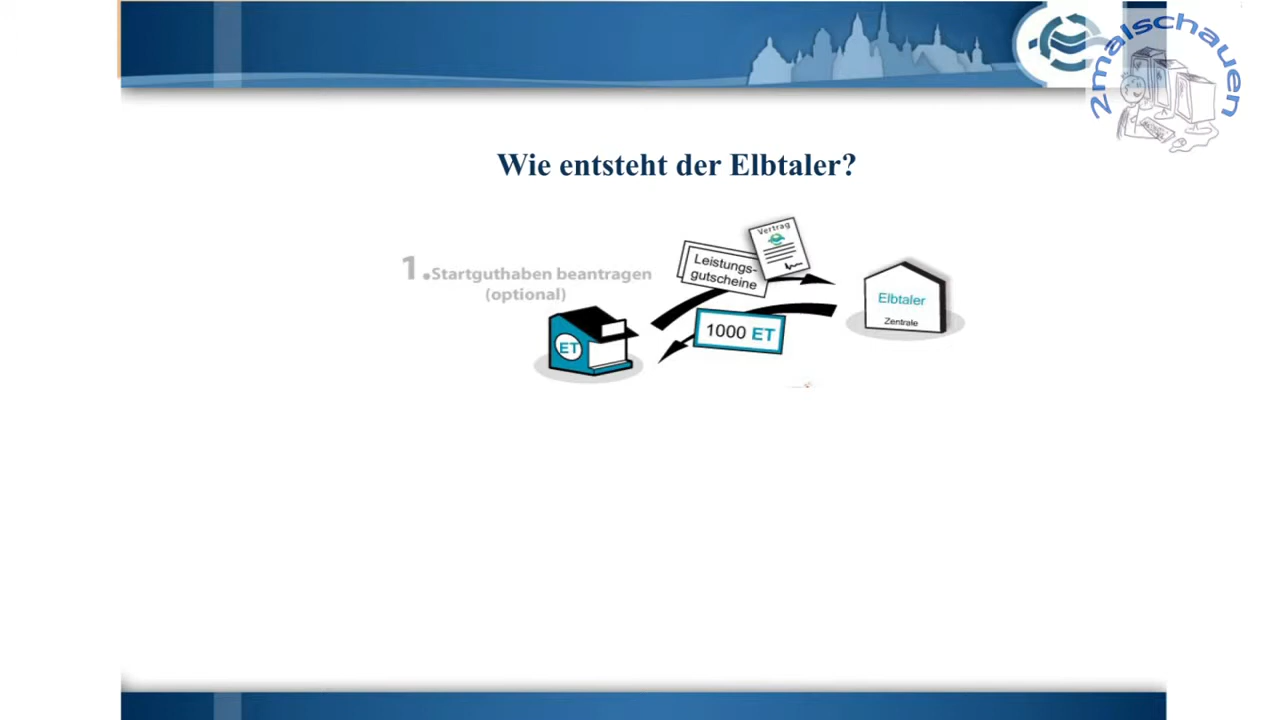 2malschauen
Wie entsteht der Elbtaler?
1.Startguthaben beantragen
(optional)
Vertrag
Leistungs-
gutscheine
1000 ET
ET
Elbtaler
Zentrale